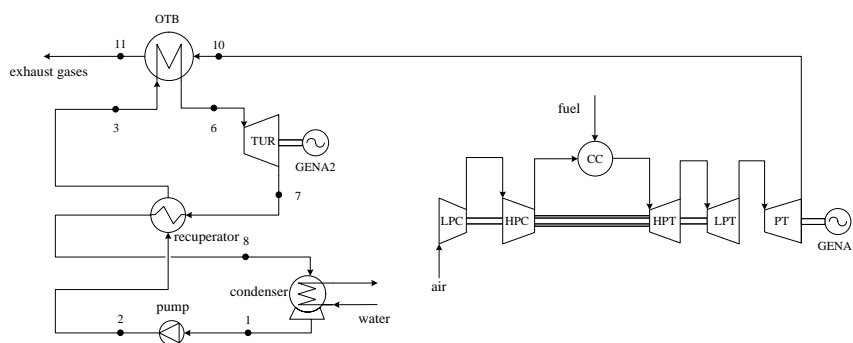 OTB
11
10
exhaust gases
3
6
TUR
GENA2
7
recuperator
8
condenser
water
pump
2
1
fuel
CC
LPC
HPC
HPT
LPT
PT
GENA
air